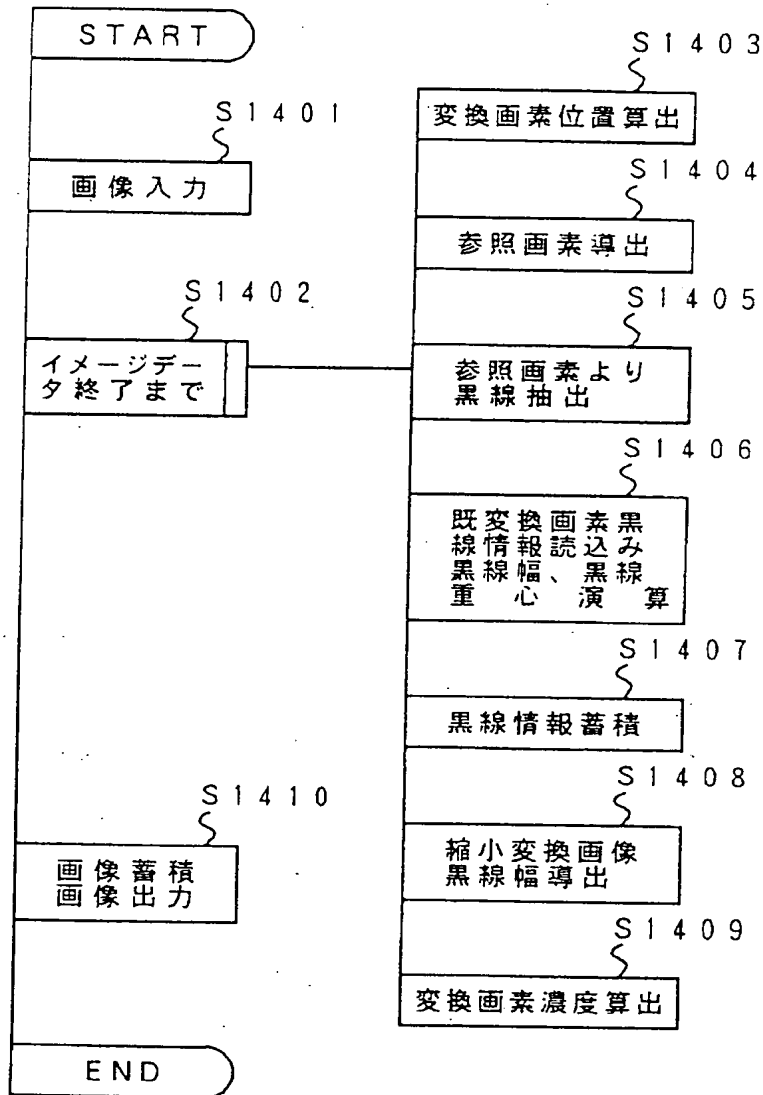 START
S1401
画像入力
S1402
イメージデー
タ終了まで
S1403
変換画素位置算出
S1404
参照画素導出
S1405
参照画素より
黒線抽出
S1406
既変換画素黒
線情報読込み
黒線幅、黒線
重心演算
S1407
黒線情報蓄積
S1408
縮小変換画像
黒線幅導出
S1409
変換画素濃度算出
S1410
画像蓄積
画像出力
END